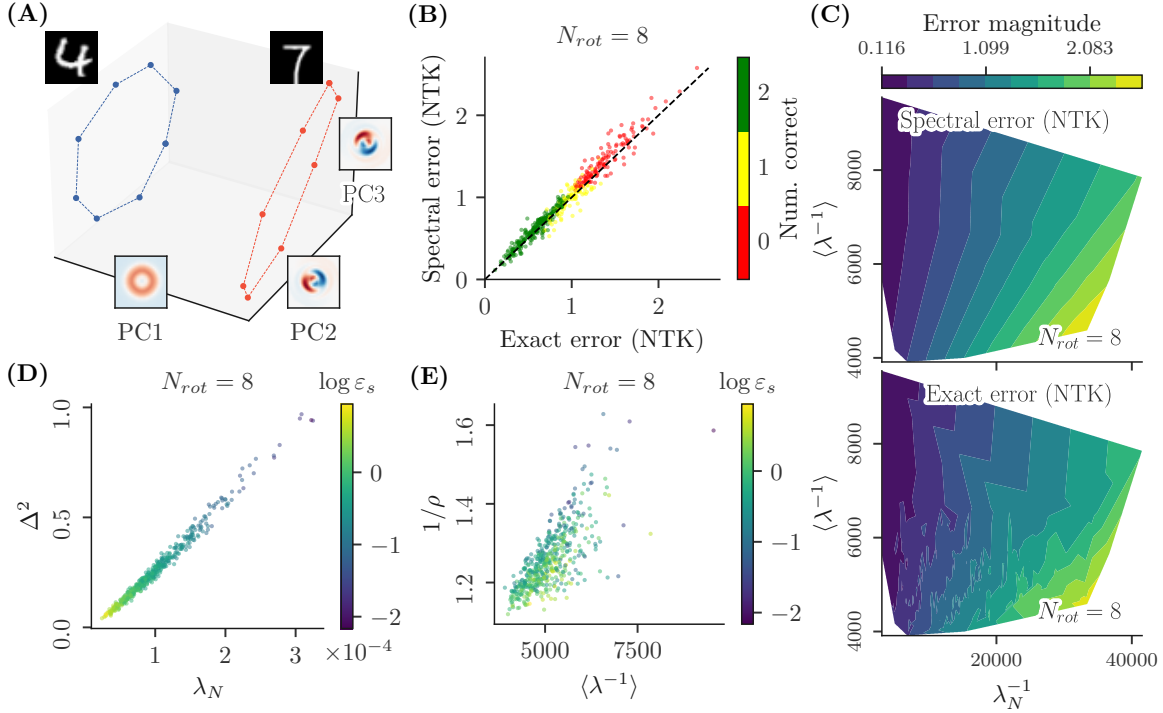 (A)
PC1
PC2
PC3
(B)
N_rot = 8
Spectral error (NTK)
2
1
0
0
1
2
Exact error (NTK)
2
1
0
Num. correct
(C)
Error magnitude
0.116
1.099
2.083
Spectral error (NTK)
⟨λ⁻¹⟩
8000
6000
4000
N_rot = 8
Exact error (NTK)
⟨λ⁻¹⟩
8000
6000
4000
N_rot = 8
20000
40000
λ_N⁻¹
(D)
N_rot = 8
log ε_s
Δ²
1.0
0.5
0.0
1
2
3
×10⁻⁴
λ_N
0
−1
−2
(E)
N_rot = 8
log ε_s
1/ρ
1.6
1.4
1.2
5000
7500
⟨λ⁻¹⟩
0
−1
−2